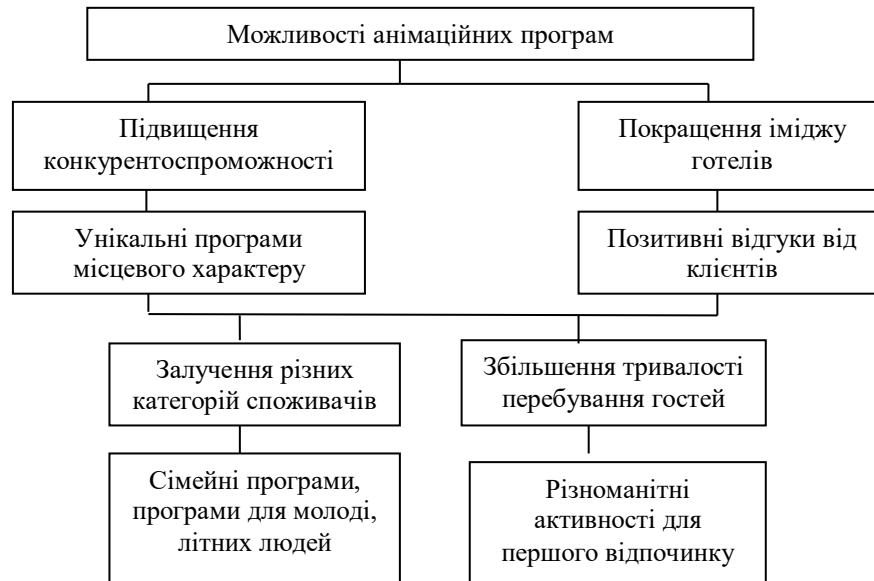 Можливості анімаційних програм
Підвищення
конкурентоспроможності
Покращення іміджу
готелів
Унікальні програми
місцевого характеру
Позитивні відгуки від
клієнтів
Залучення різних
категорій споживачів
Збільшення тривалості
перебування гостей
Сімейні програми,
програми для молоді,
літних людей
Різноманітні
активності для
першого відпочинку